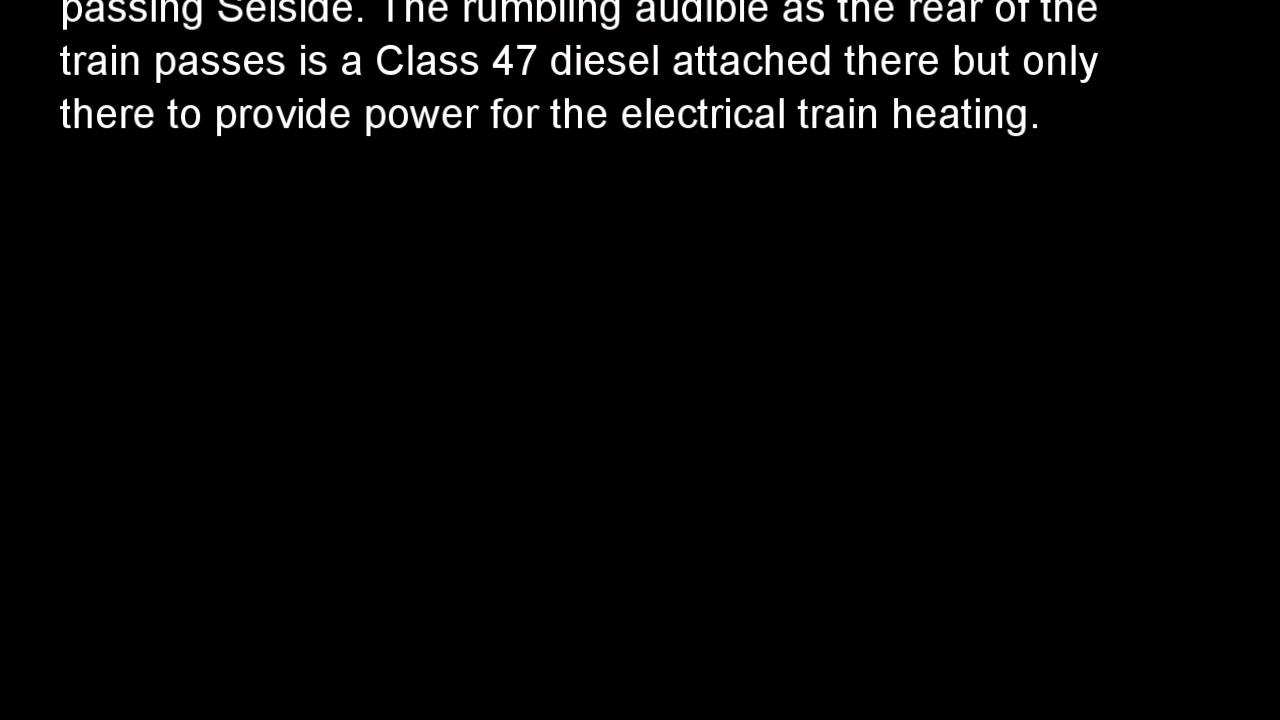 passing Selside. The rumbling audible as the rear of the
train passes is a Class 47 diesel attached there but only
there to provide power for the electrical train heating.